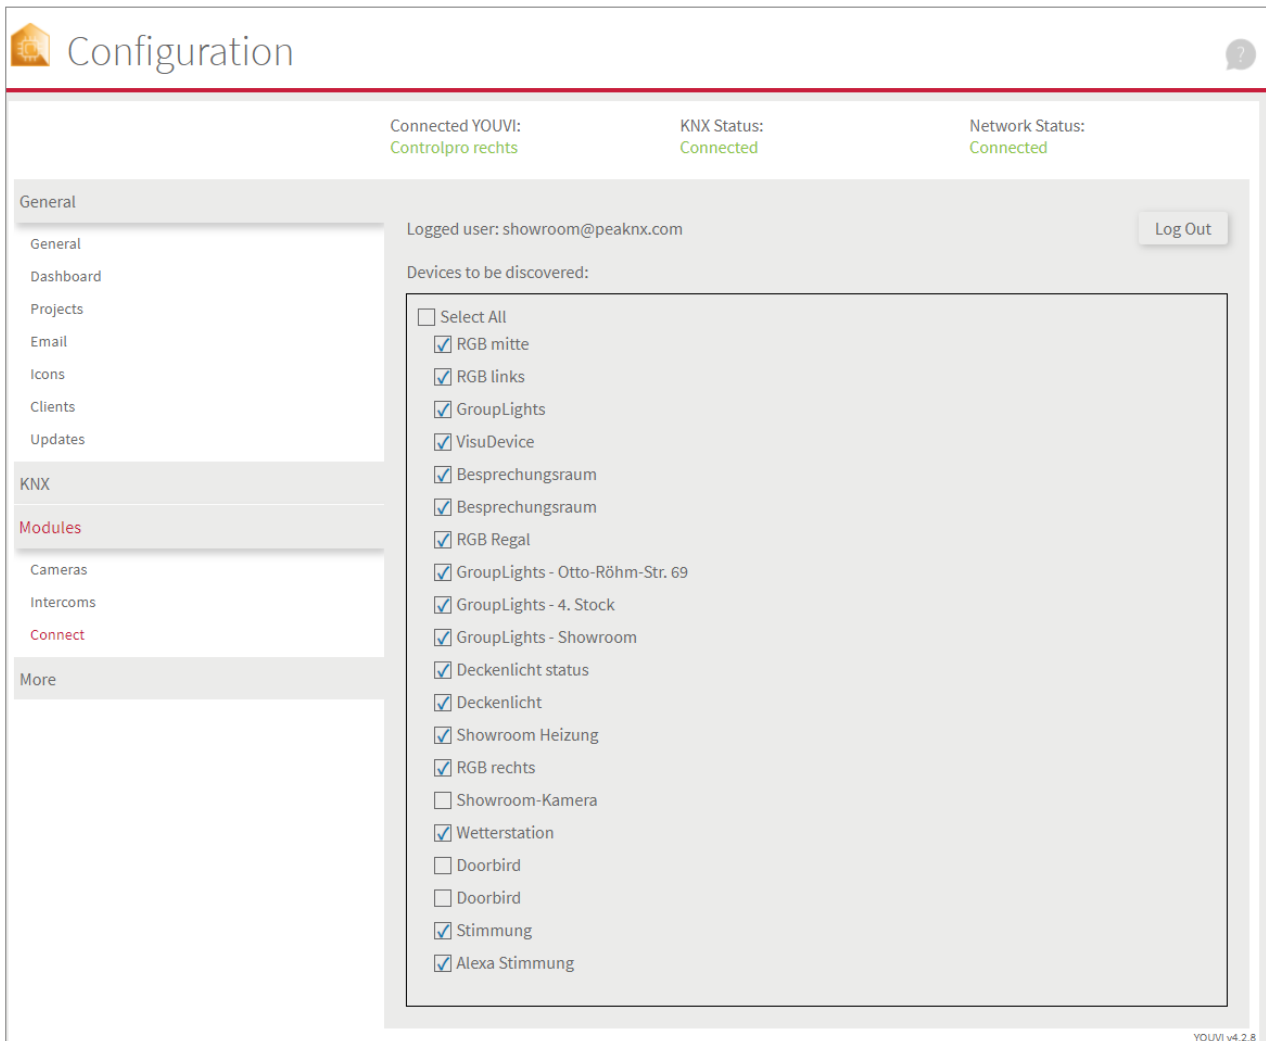 Configuration
?
Connected YOUVI:
KNX Status:
Network Status:
Controlpro rechts
Connected
Connected
General
General
Dashboard
Projects
Email
Icons
Clients
Updates
KNX
Modules
Cameras
Intercoms
Connect
More
Logged user: showroom@peaknx.com
Log Out
Devices to be discovered:
Select All
RGB mitte
RGB links
GroupLights
VisuDevice
Besprechungsraum
Besprechungsraum
RGB Regal
GroupLights - Otto-Röhm-Str. 69
GroupLights - 4. Stock
GroupLights - Showroom
Deckenlicht status
Deckenlicht
Showroom Heizung
RGB rechts
Showroom-Kamera
Wetterstation
Doorbird
Doorbird
Stimmung
Alexa Stimmung
YOUVI v4.2.8